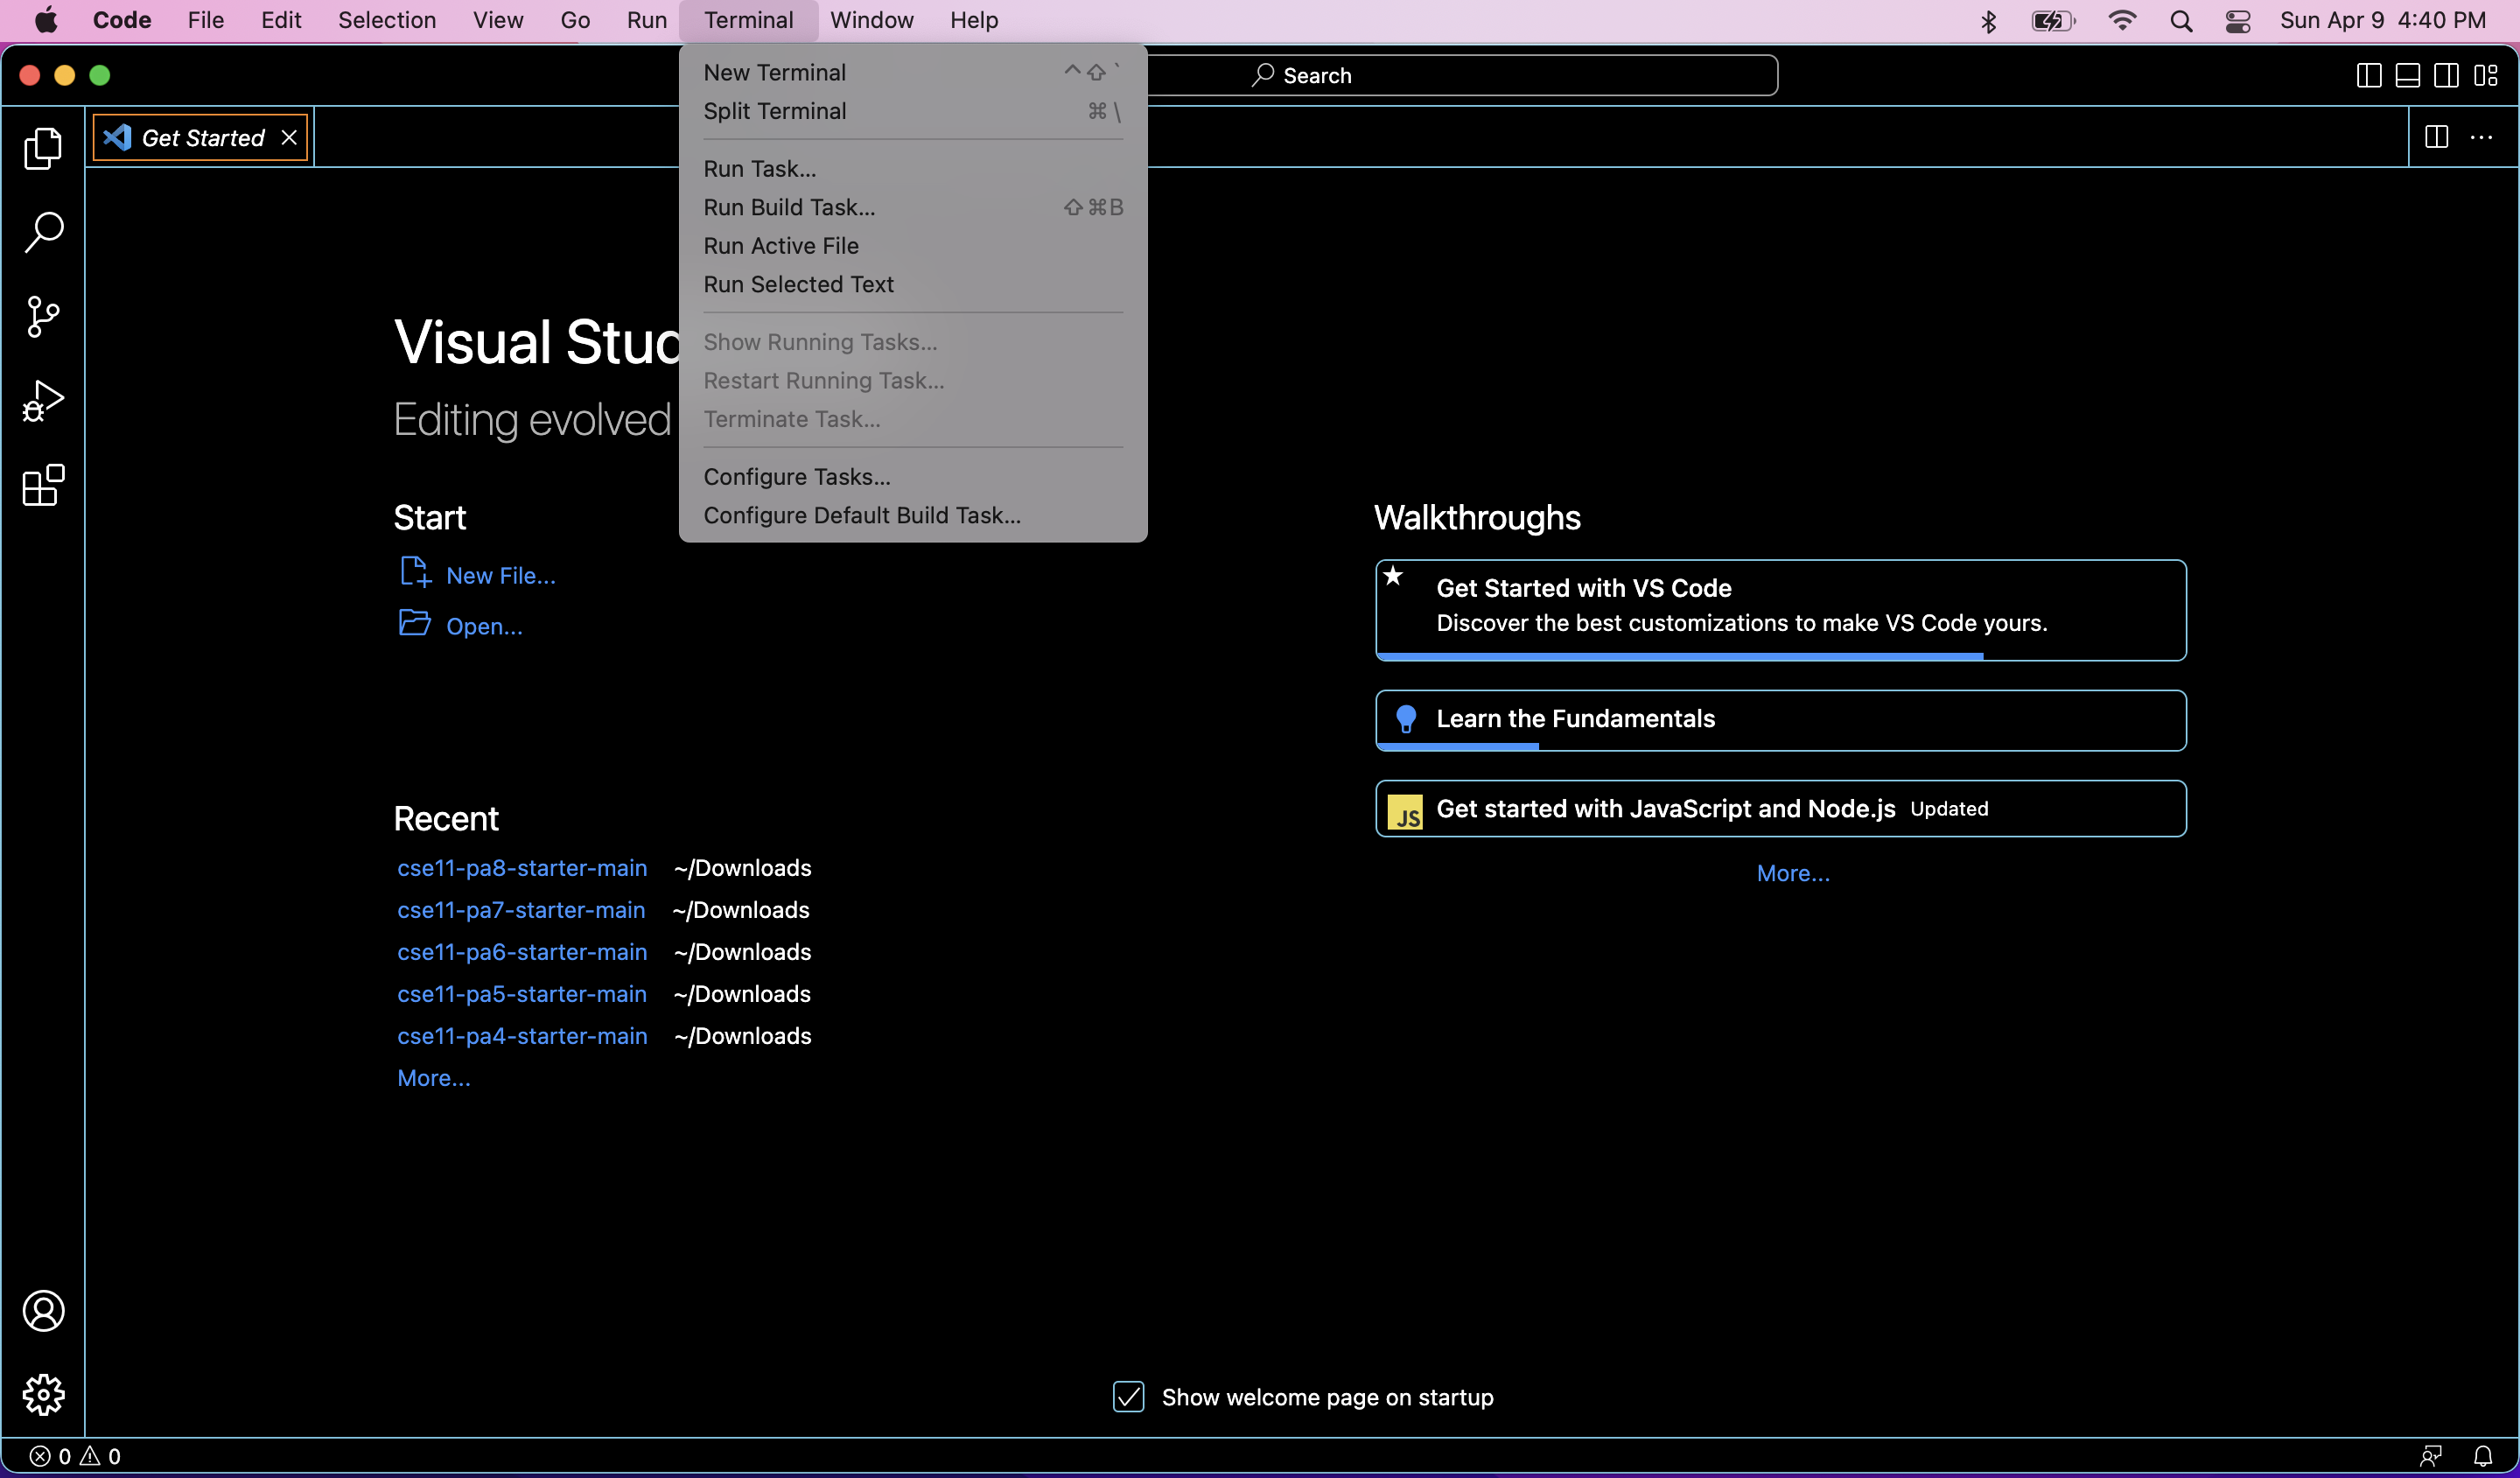 Code File Edit Selection View Go Run Terminal Window Help Sun Apr 9 4:40 PM
New Terminal ^⇧`
Search
Split Terminal ⌘\
Get Started
Run Task...
Run Build Task... ⇧⌘B
Run Active File
Run Selected Text
Show Running Tasks...
Restart Running Task...
Terminate Task...
Configure Tasks...
Configure Default Build Task...
Visual Stud
Editing evolved
Start
New File...
Open...
Recent
cse11-pa8-starter-main ~/Downloads
cse11-pa7-starter-main ~/Downloads
cse11-pa6-starter-main ~/Downloads
cse11-pa5-starter-main ~/Downloads
cse11-pa4-starter-main ~/Downloads
More...
Walkthroughs
Get Started with VS Code
Discover the best customizations to make VS Code yours.
Learn the Fundamentals
JS Get started with JavaScript and Node.js Updated
More...
Show welcome page on startup
0 0